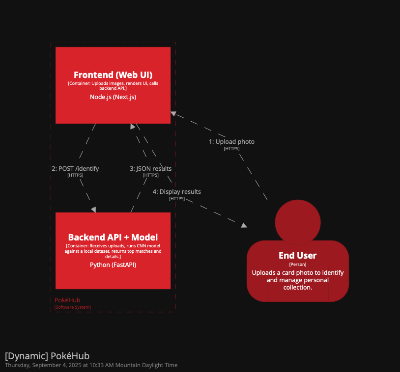 Frontend (Web UI)
[Container: Uploads images, renders UI, calls
backend API.]
Node.js (Next.js)
1: Upload photo
[HTTPS]
2: POST /identify
[HTTPS]
3: JSON results
[HTTPS]
4: Display results
[HTTPS]
Backend API + Model
[Container: Receives uploads, runs CNN model
against a local dataset, returns top matches and
details.]
Python (FastAPI)
End User
[Person]
Uploads a card photo to identify
and manage personal
collection.
PokéHub
[Software System]
[Dynamic] PokéHub
Thursday, September 4, 2025 at 10:33 AM Mountain Daylight Time